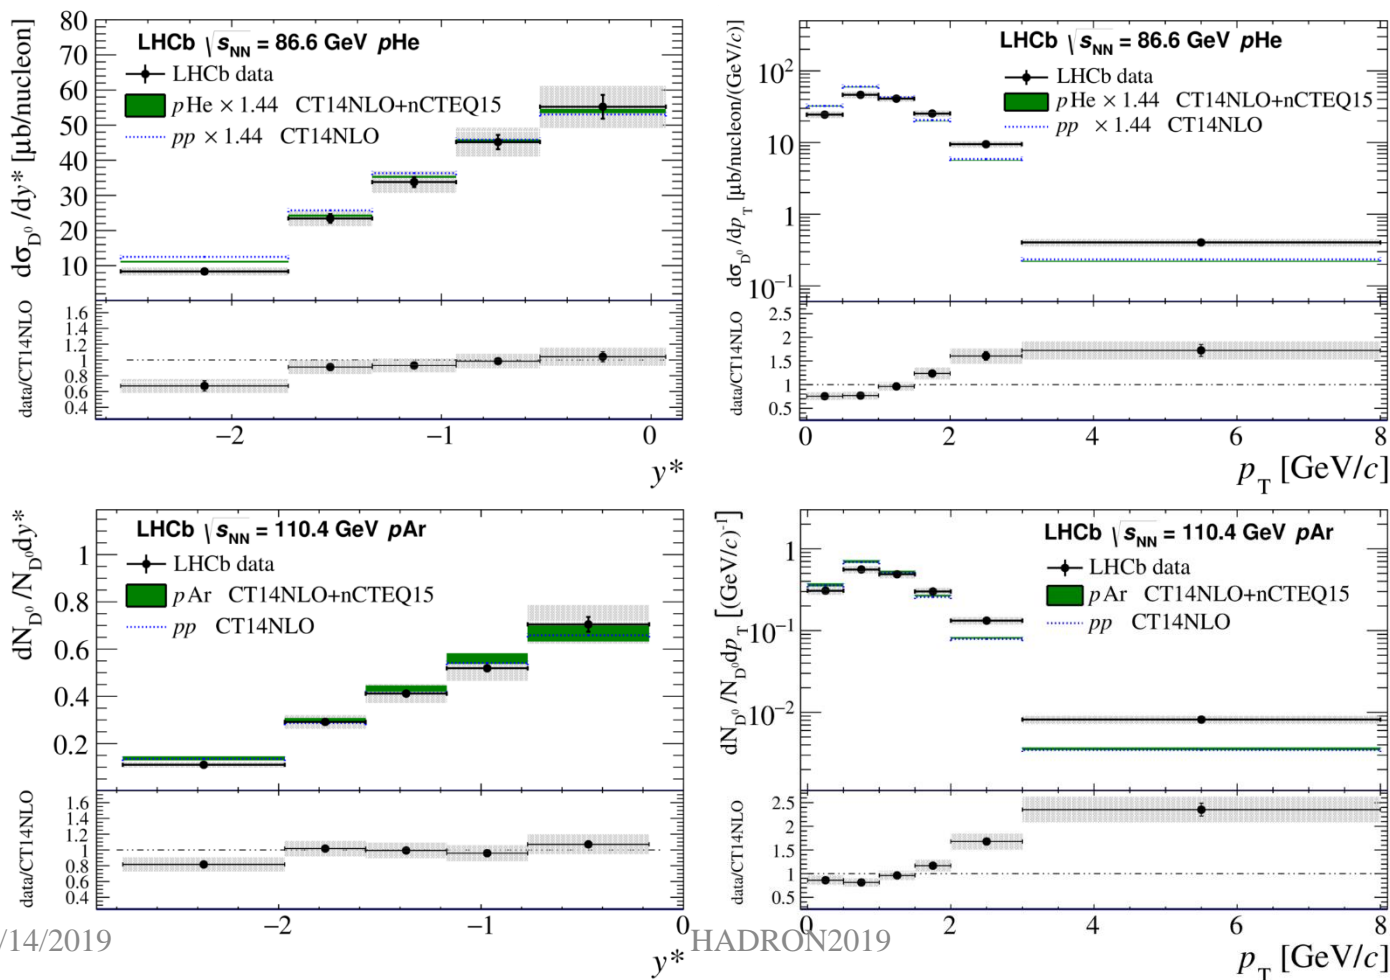 LHCb √sNN = 86.6 GeV pHe
LHCb data
pHe × 1.44 CT14NLO+nCTEQ15
pp × 1.44 CT14NLO
dσD⁰/dy* [μb/nucleon]
80
70
60
50
40
30
20
10
data/CT14NLO
1.6
1.4
1.2
1
0.8
0.6
0.4
−2 −1 0
y*
LHCb √sNN = 86.6 GeV pHe
LHCb data
pHe × 1.44 CT14NLO+nCTEQ15
pp × 1.44 CT14NLO
dσD⁰/dpT [μb/nucleon/(GeV/c)]
10²
10
1
10⁻¹
data/CT14NLO
2.5
2
1.5
1
0.5
0 2 4 6 8
pT [GeV/c]
LHCb √sNN = 110.4 GeV pAr
LHCb data
pAr CT14NLO+nCTEQ15
pp CT14NLO
dND⁰/ND⁰dy*
1
0.8
0.6
0.4
0.2
data/CT14NLO
1.6
1.4
1.2
1
0.8
0.6
0.4
−2 −1 0
y*
LHCb √sNN = 110.4 GeV pAr
LHCb data
pAr CT14NLO+nCTEQ15
pp CT14NLO
dND⁰/ND⁰dpT [(GeV/c)⁻¹]
1
10⁻¹
10⁻²
data/CT14NLO
2.5
2
1.5
1
0.5
0 2 4 6 8
pT [GeV/c]
/14/2019
HADRON2019